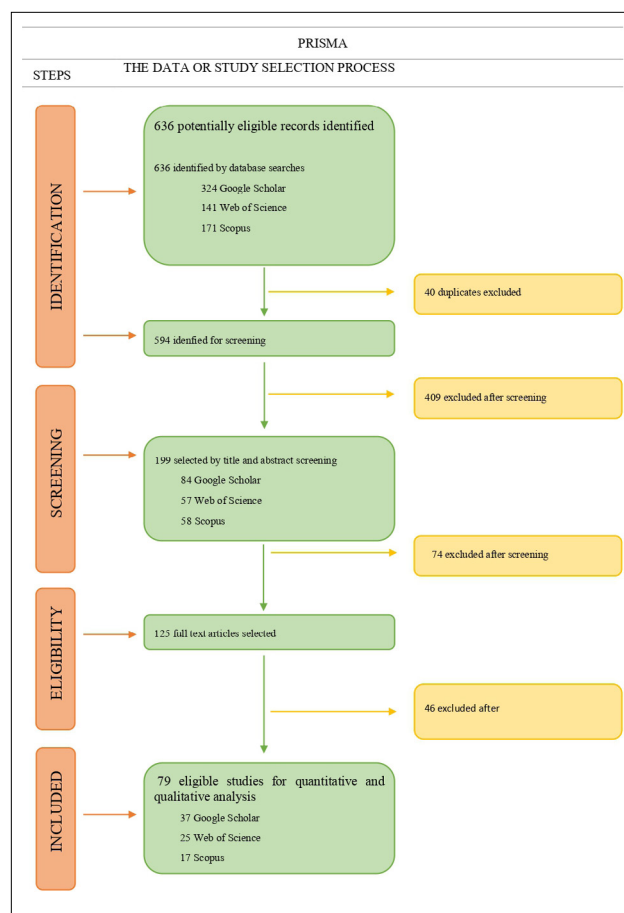 PRISMA
STEPS
THE DATA OR STUDY SELECTION PROCESS
IDENTIFICATION
636 potentially eligible records identified
636 identified by database searches
324 Google Scholar
141 Web of Science
171 Scopus
40 duplicates excluded
594 idenfied for screening
409 excluded after screening
SCREENING
199 selected by title and abstract screening
84 Google Scholar
57 Web of Science
58 Scopus
74 excluded after screening
ELIGIBILITY
125 full text articles selected
46 excluded after
INCLUDED
79 eligible studies for quantitative and
qualitative analysis
37 Google Scholar
25 Web of Science
17 Scopus